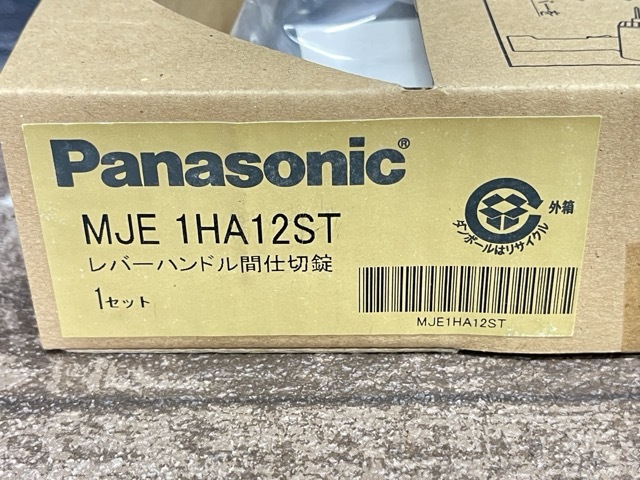 Panasonic®
MJE 1HA12ST
レバーハンドル間仕切錠
1セット
外箱
ダンボールはリサイクル
MJE1HA12ST